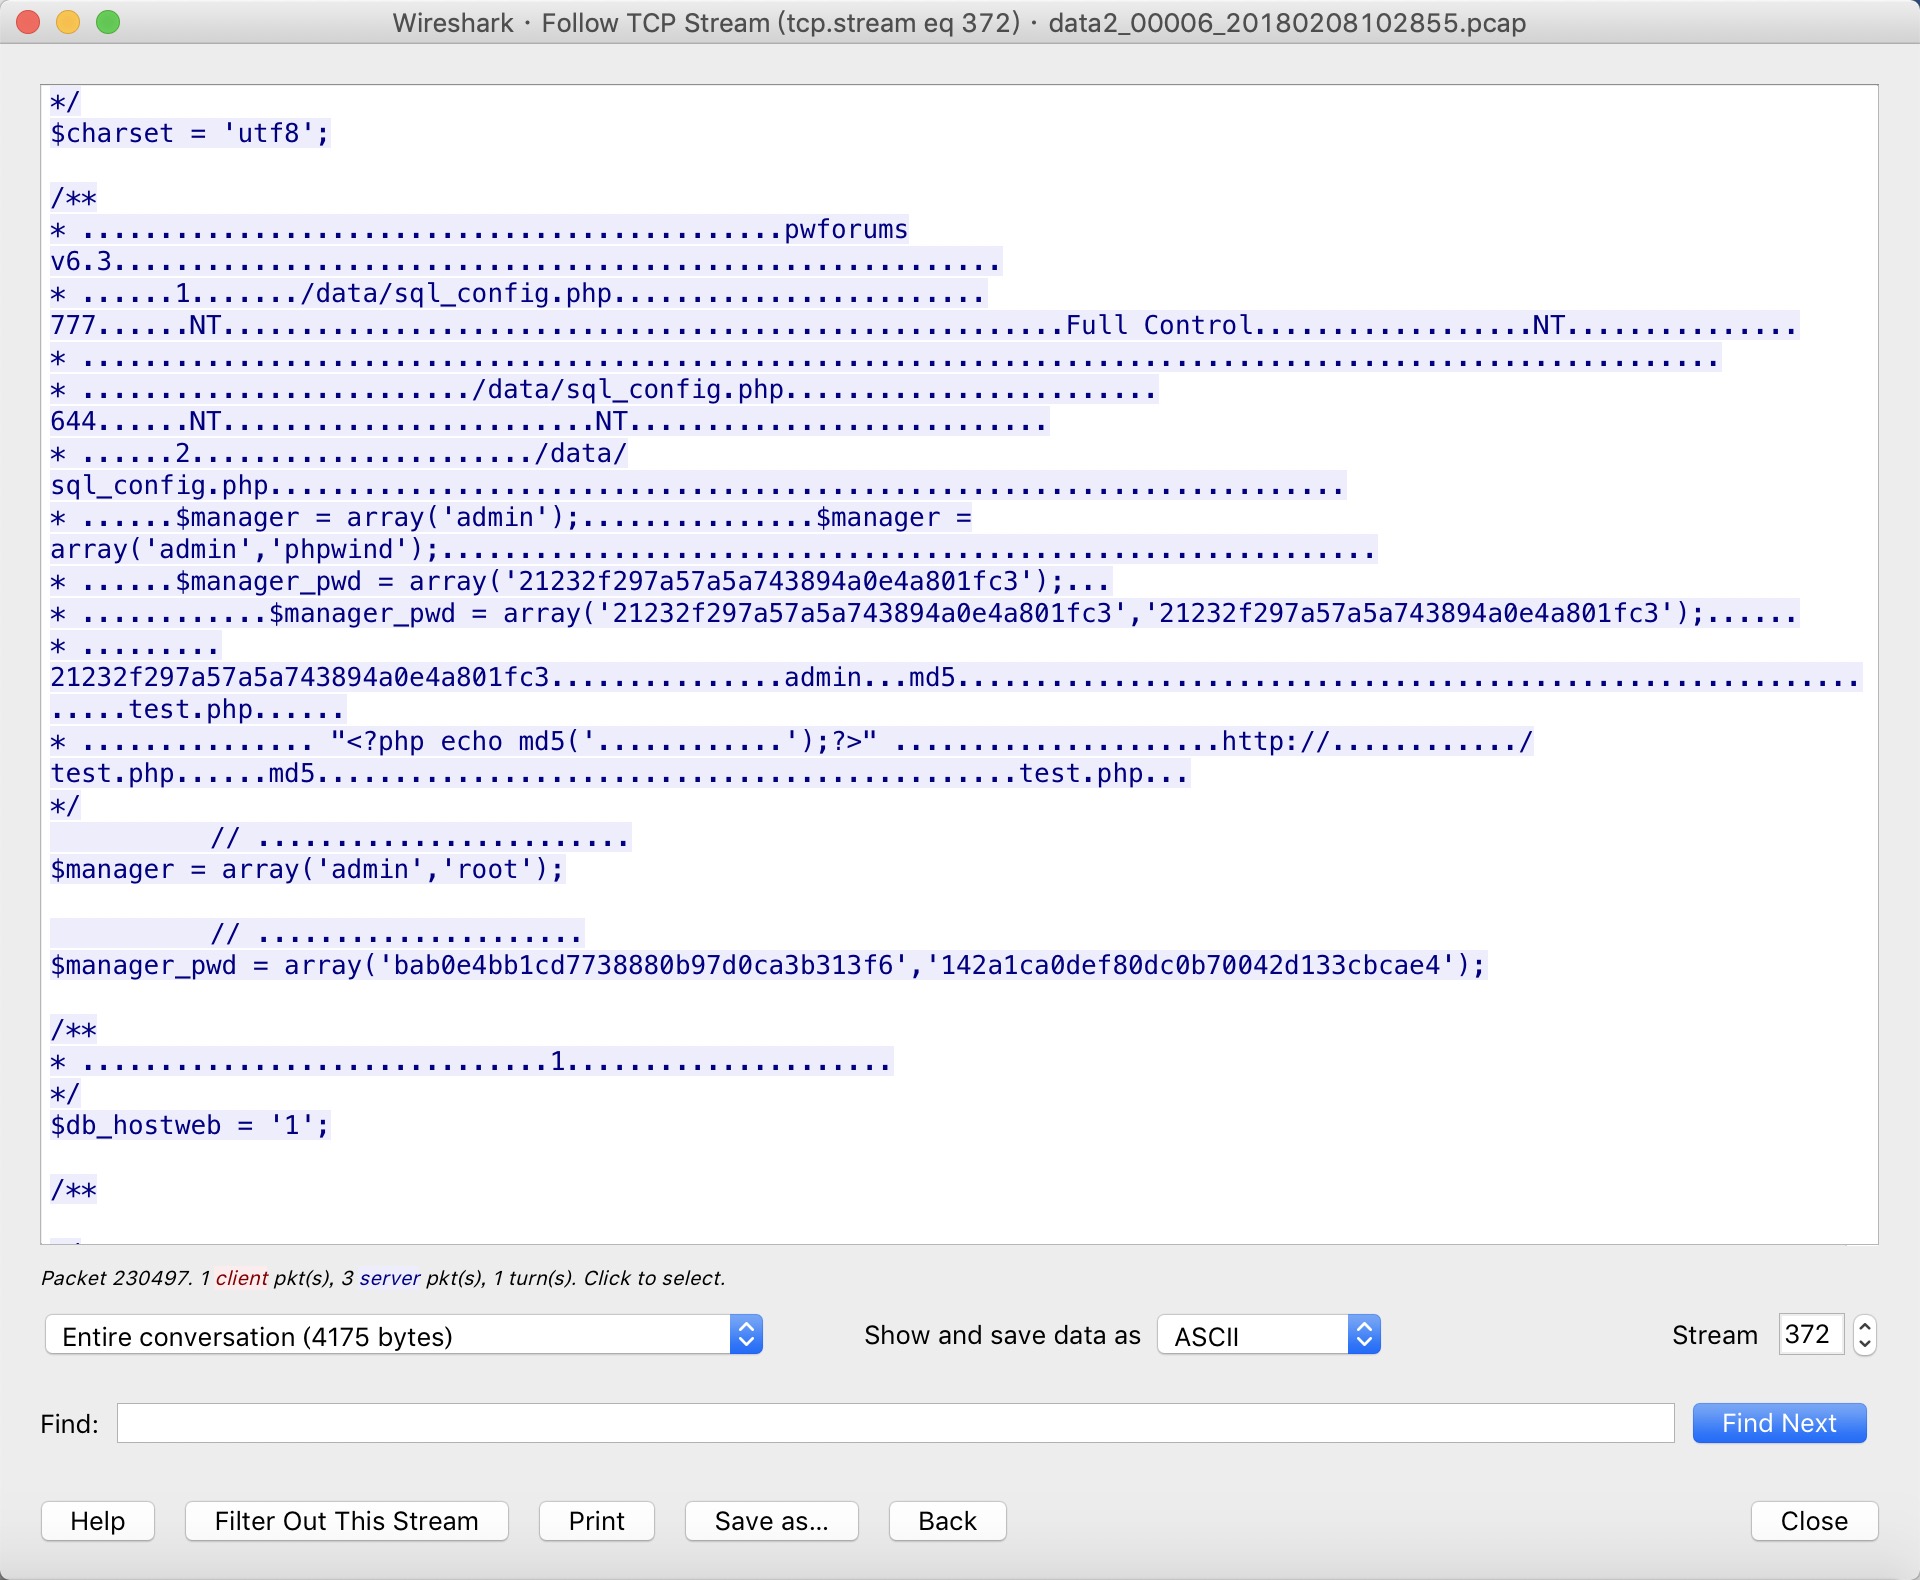 Wireshark · Follow TCP Stream (tcp.stream eq 372) · data2_00006_20180208102855.pcap
*/
$charset = 'utf8';
/**
* .............................................pwforums
v6.3.........................................................
* ......1......./data/sql_config.php........................
777......NT......................................................Full Control..................NT...............
* .........................................................................................................
* ........................./data/sql_config.php........................
644......NT........................NT...........................
* ......2....................../data/
sql_config.php.....................................................................
* ......$manager = array('admin');...............$manager =
array('admin','phpwind');............................................................
* ......$manager_pwd = array('21232f297a57a5a743894a0e4a801fc3');...
* ............$manager_pwd = array('21232f297a57a5a743894a0e4a801fc3','21232f297a57a5a743894a0e4a801fc3');......
* .........
21232f297a57a5a743894a0e4a801fc3...............admin...md5..........................................................
.....test.php......
* ............... "<?php echo md5('............');?>" .....................http://............/
test.php......md5.............................................test.php...
*/
// ........................
$manager = array('admin','root');
// .....................
$manager_pwd = array('bab0e4bb1cd7738880b97d0ca3b313f6','142a1ca0def80dc0b70042d133cbcae4');
/**
* ..............................1.....................
*/
$db_hostweb = '1';
/**
Packet 230497. 1 client pkt(s), 3 server pkt(s), 1 turn(s). Click to select.
Entire conversation (4175 bytes) Show and save data as ASCII Stream 372
Find: Find Next
Help Filter Out This Stream Print Save as... Back Close